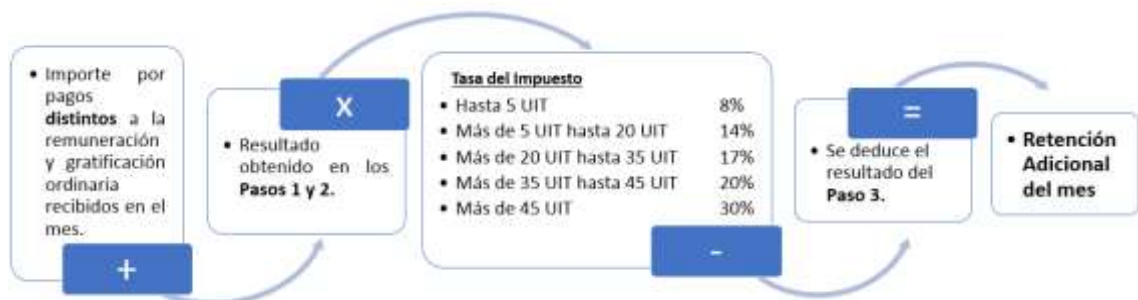 • Importe por
pagos
distintos a la
remuneración
y gratificación
ordinaria
recibidos en el
mes.
+
X
• Resultado
obtenido en los
Pasos 1 y 2.
Tasa del Impuesto
• Hasta 5 UIT 8%
• Más de 5 UIT hasta 20 UIT 14%
• Más de 20 UIT hasta 35 UIT 17%
• Más de 35 UIT hasta 45 UIT 20%
• Más de 45 UIT 30%
-
=
• Se deduce el
resultado del
Paso 3.
• Retención
Adicional
del mes